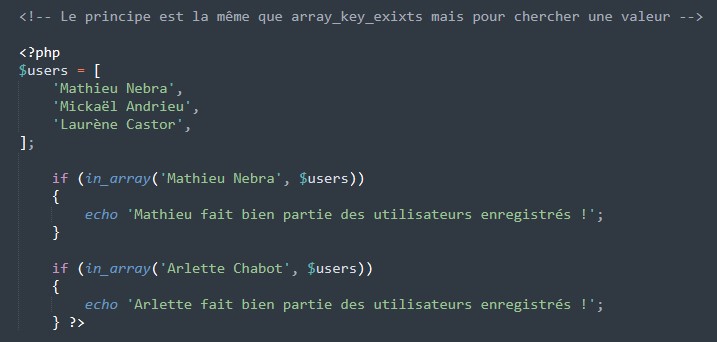 <!-- Le principe est la même que array_key_exixts mais pour chercher une valeur -->
<?php
$users = [
'Mathieu Nebra',
'Mickaël Andrieu',
'Laurène Castor',
];
if (in_array('Mathieu Nebra', $users))
{
echo 'Mathieu fait bien partie des utilisateurs enregistrés !';
}
if (in_array('Arlette Chabot', $users))
{
echo 'Arlette fait bien partie des utilisateurs enregistrés !';
} ?>